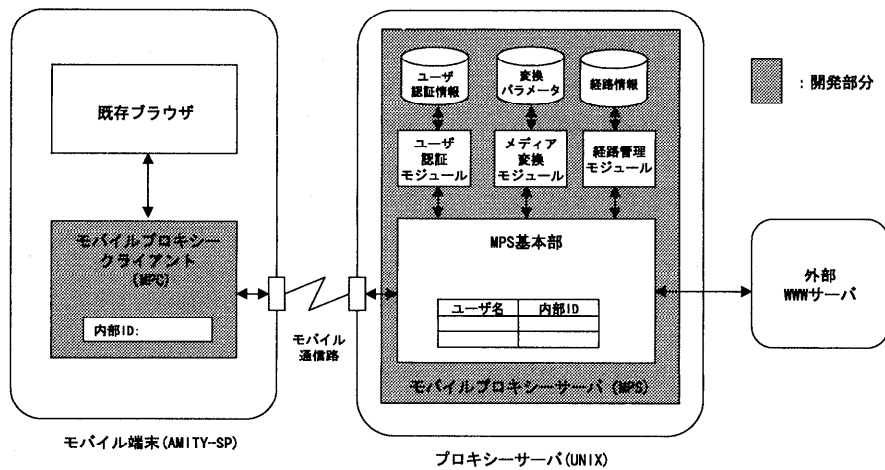 既存ブラウザ
モバイルプロキシー
クライアント
(MPC)
内部ID:
モバイル端末(AMITY-SP)
モバイル
通信路
ユーザ
認証情報
変換
パラメータ
経路情報
ユーザ
認証
モジュール
メディア
変換
モジュール
経路管理
モジュール
MPS基本部
ユーザ名 内部ID
モバイルプロキシーサーバ(MPS)
プロキシーサーバ(UNIX)
:開発部分
外部
WWWサーバ